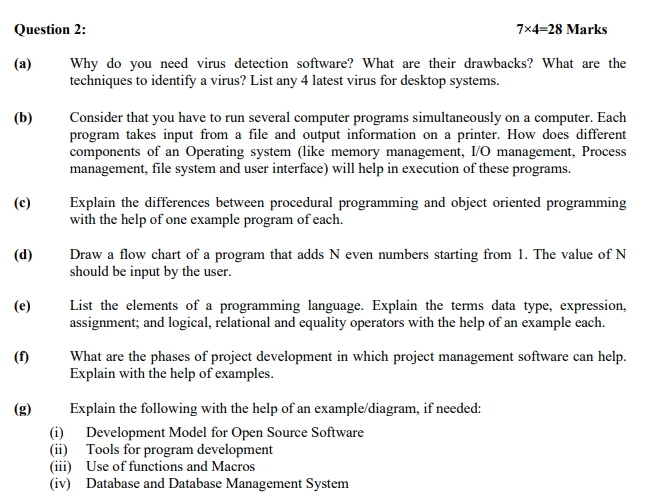 Question 2: 7×4=28 Marks
(a) Why do you need virus detection software? What are their drawbacks? What are the
techniques to identify a virus? List any 4 latest virus for desktop systems.
(b) Consider that you have to run several computer programs simultaneously on a computer. Each
program takes input from a file and output information on a printer. How does different
components of an Operating system (like memory management, I/O management, Process
management, file system and user interface) will help in execution of these programs.
(c) Explain the differences between procedural programming and object oriented programming
with the help of one example program of each.
(d) Draw a flow chart of a program that adds N even numbers starting from 1. The value of N
should be input by the user.
(e) List the elements of a programming language. Explain the terms data type, expression,
assignment; and logical, relational and equality operators with the help of an example each.
(f) What are the phases of project development in which project management software can help.
Explain with the help of examples.
(g) Explain the following with the help of an example/diagram, if needed:
(i) Development Model for Open Source Software
(ii) Tools for program development
(iii) Use of functions and Macros
(iv) Database and Database Management System